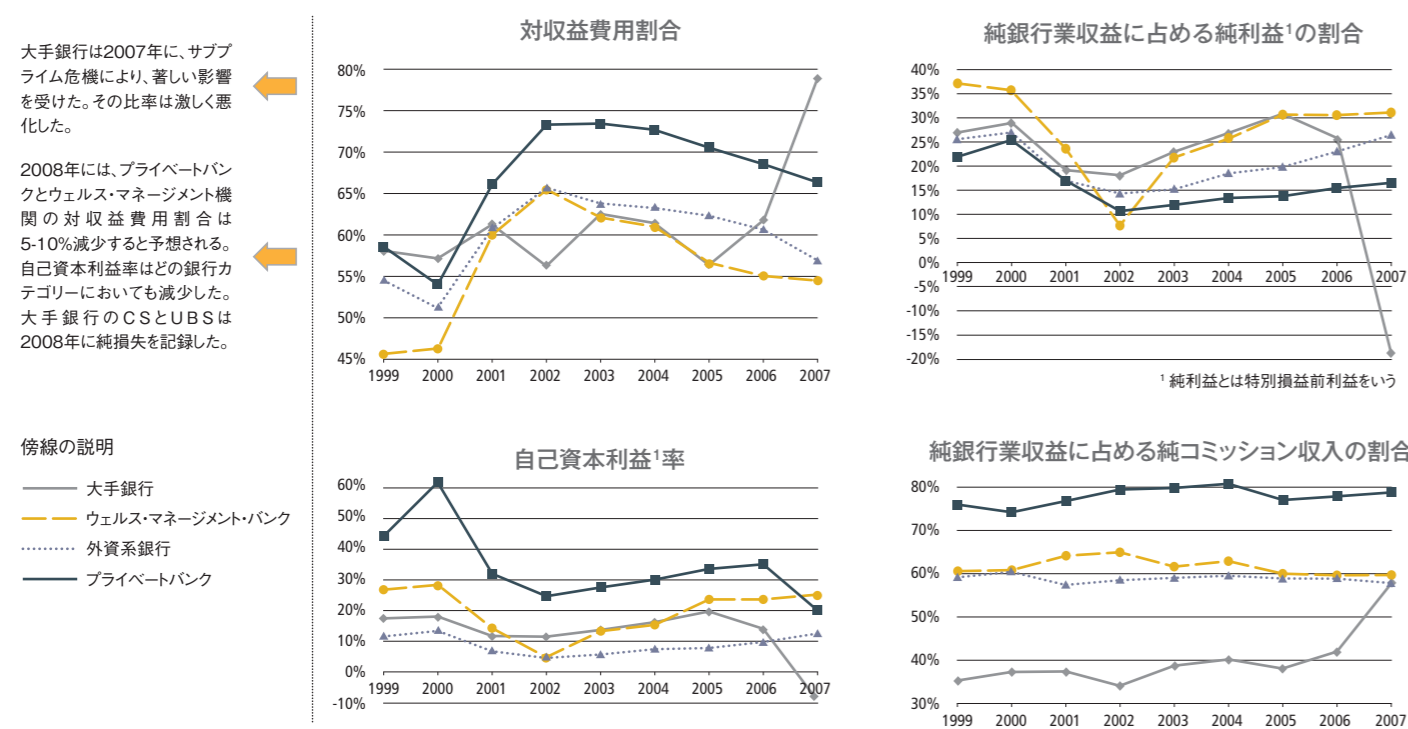 大手銀行は2007年に、サブプ
ライム危機により、著しい影響
を受けた。その比率は激しく悪
化した。
2008年には、プライベートバン
クとウェルス・マネージメント機
関の対収益費用割合は
5-10%減少すると予想される。
自己資本利益率はどの銀行カ
テゴリーにおいても減少した。
大手銀行のCSとUBSは
2008年に純損失を記録した。
傍線の説明
大手銀行
ウェルス・マネージメント・バンク
外資系銀行
プライベートバンク
対収益費用割合
80%
75%
70%
65%
60%
55%
50%
45%
1999 2000 2001 2002 2003 2004 2005 2006 2007
純銀行業収益に占める純利益¹の割合
40%
35%
30%
25%
20%
15%
10%
5%
0%
-5%
-10%
-15%
-20%
1999 2000 2001 2002 2003 2004 2005 2006 2007
¹ 純利益とは特別損益前利益をいう
自己資本利益¹率
60%
50%
40%
30%
20%
10%
0%
-10%
1999 2000 2001 2002 2003 2004 2005 2006 2007
純銀行業収益に占める純コミッション収入の割合
80%
70%
60%
50%
40%
30%
1999 2000 2001 2002 2003 2004 2005 2006 2007